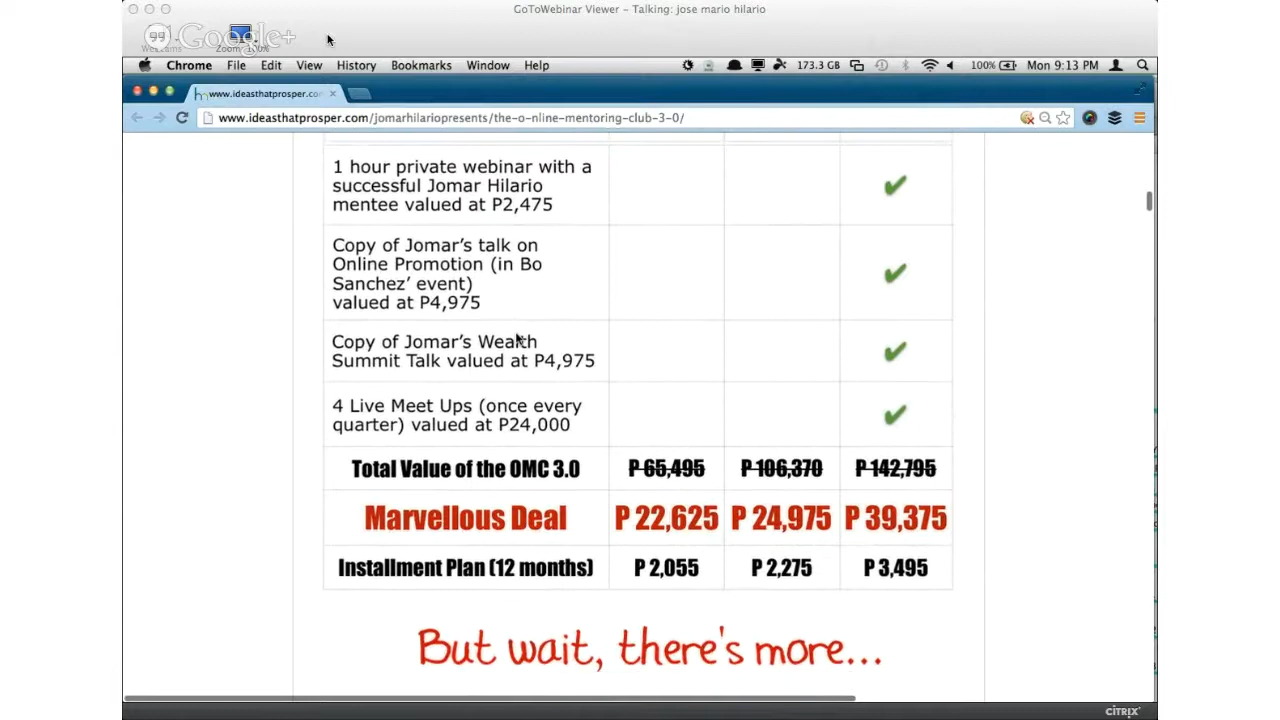 GoToWebinar Viewer – Talking: jose mario hilario
Google+
Chrome File Edit View History Bookmarks Window Help 173.3 GB 100% Mon 9:13 PM
www.ideasthatprosper.co
www.ideasthatprosper.com/jomarhilariopresents/the-o-nline-mentoring-club-3-0/
1 hour private webinar with a
successful Jomar Hilario
mentee valued at P2,475
Copy of Jomar’s talk on
Online Promotion (in Bo
Sanchez’ event)
valued at P4,975
Copy of Jomar’s Wealth
Summit Talk valued at P4,975
4 Live Meet Ups (once every
quarter) valued at P24,000
Total Value of the OMC 3.0 P 65,495 P 106,370 P 142,795
Marvellous Deal P 22,625 P 24,975 P 39,375
Installment Plan (12 months) P 2,055 P 2,275 P 3,495
But wait, there's more...
CITRIX